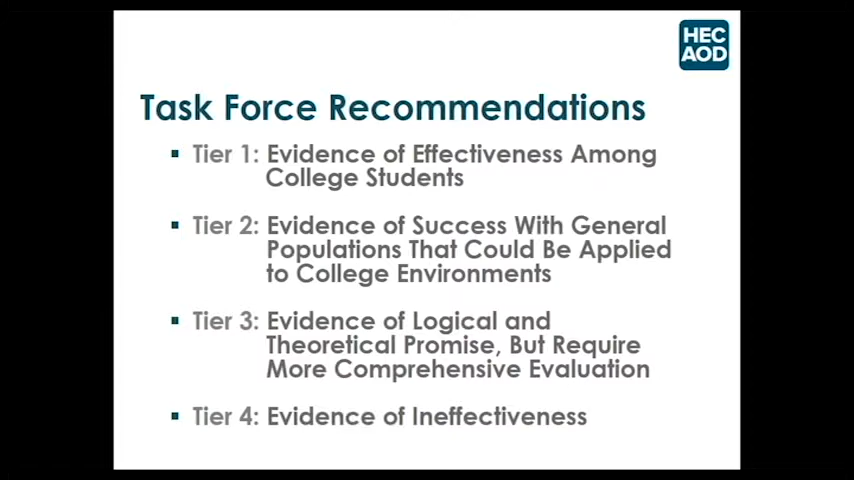 HEC
AOD
Task Force Recommendations
▪ Tier 1: Evidence of Effectiveness Among
College Students
▪ Tier 2: Evidence of Success With General
Populations That Could Be Applied
to College Environments
▪ Tier 3: Evidence of Logical and
Theoretical Promise, But Require
More Comprehensive Evaluation
▪ Tier 4: Evidence of Ineffectiveness